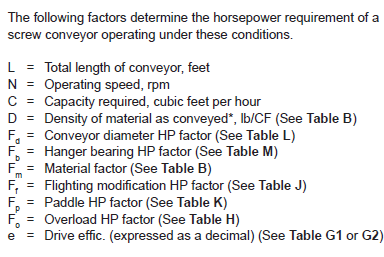 The following factors determine the horsepower requirement of a
screw conveyor operating under these conditions.
L = Total length of conveyor, feet
N = Operating speed, rpm
C = Capacity required, cubic feet per hour
D = Density of material as conveyed*, lb/CF (See Table B)
Fd = Conveyor diameter HP factor (See Table L)
Fb = Hanger bearing HP factor (See Table M)
Fm = Material factor (See Table B)
Ff = Flighting modification HP factor (See Table J)
Fp = Paddle HP factor (See Table K)
Fo = Overload HP factor (See Table H)
e = Drive effic. (expressed as a decimal) (See Table G1 or G2)